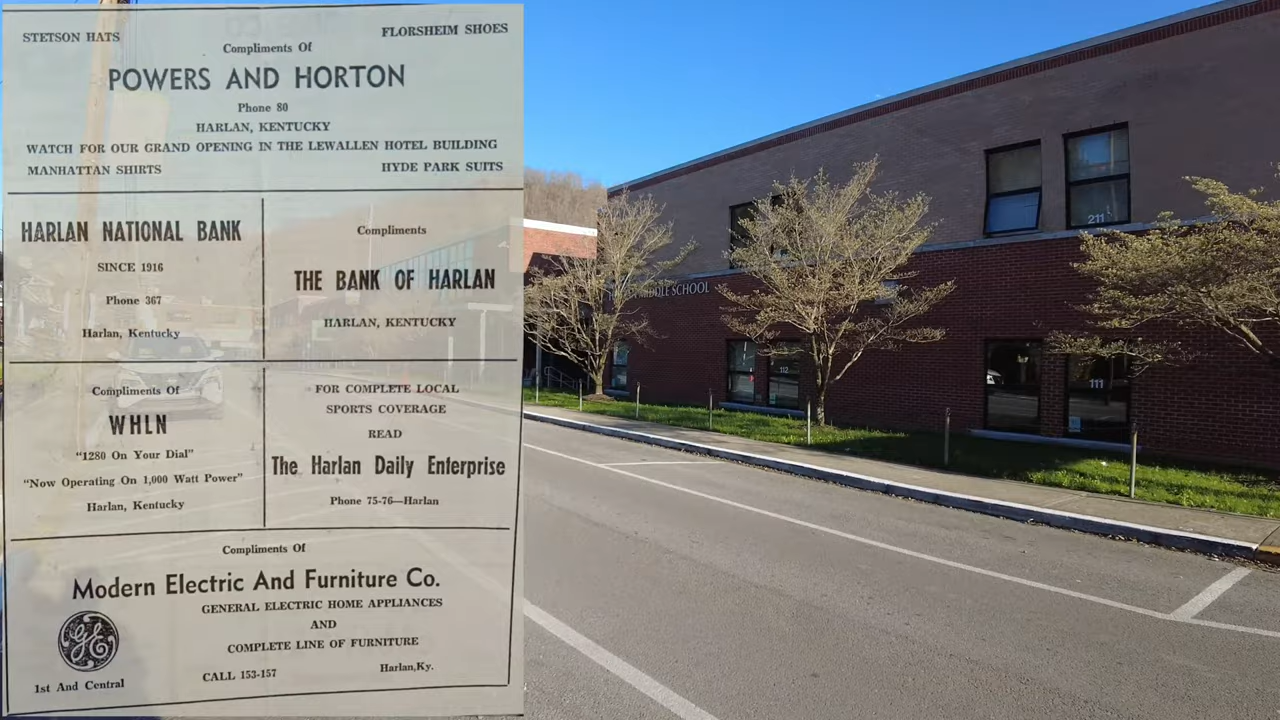 STETSON HATS
FLORSHEIM SHOES
Compliments Of
POWERS AND HORTON
Phone 80
HARLAN, KENTUCKY
WATCH FOR OUR GRAND OPENING IN THE LEWALLEN HOTEL BUILDING
MANHATTAN SHIRTS
HYDE PARK SUITS
HARLAN NATIONAL BANK
SINCE 1916
Phone 367
Harlan, Kentucky
Compliments
THE BANK OF HARLAN
HARLAN, KENTUCKY
Compliments Of
WHLN
"1280 On Your Dial"
"Now Operating On 1,000 Watt Power"
Harlan, Kentucky
FOR COMPLETE LOCAL
SPORTS COVERAGE
READ
The Harlan Daily Enterprise
Phone 75-76—Harlan
Compliments Of
Modern Electric And Furniture Co.
GENERAL ELECTRIC HOME APPLIANCES
AND
COMPLETE LINE OF FURNITURE
CALL 153-157
Harlan,Ky.
GE
1st And Central
SCHOOL
211
112
111